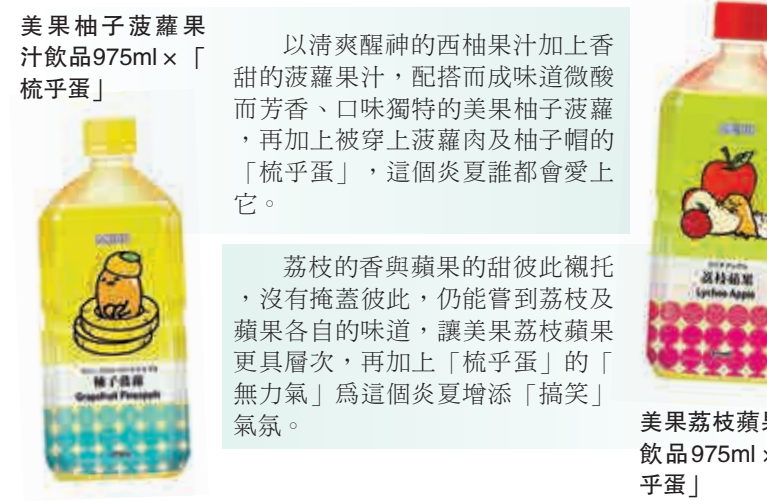 美果柚子菠蘿果
汁飲品975ml×「
梳乎蛋」
以清爽醒神的西柚果汁加上香
甜的菠蘿果汁，配搭而成味道微酸
而芳香、口味獨特的美果柚子菠蘿
，再加上被穿上菠蘿肉及柚子帽的
「梳乎蛋」，這個炎夏誰都會愛上
它。
荔枝的香與蘋果的甜彼此襯托
，沒有掩蓋彼此，仍能嘗到荔枝及
蘋果各自的味道，讓美果荔枝蘋果
更具層次，再加上「梳乎蛋」的「
無力氣」爲這個炎夏增添「搞笑」
氣氛。
柚子菠蘿
Grapefruit Pineapple
荔枝蘋果
Lychee Apple
美果荔枝蘋果
飲品975ml×
乎蛋」